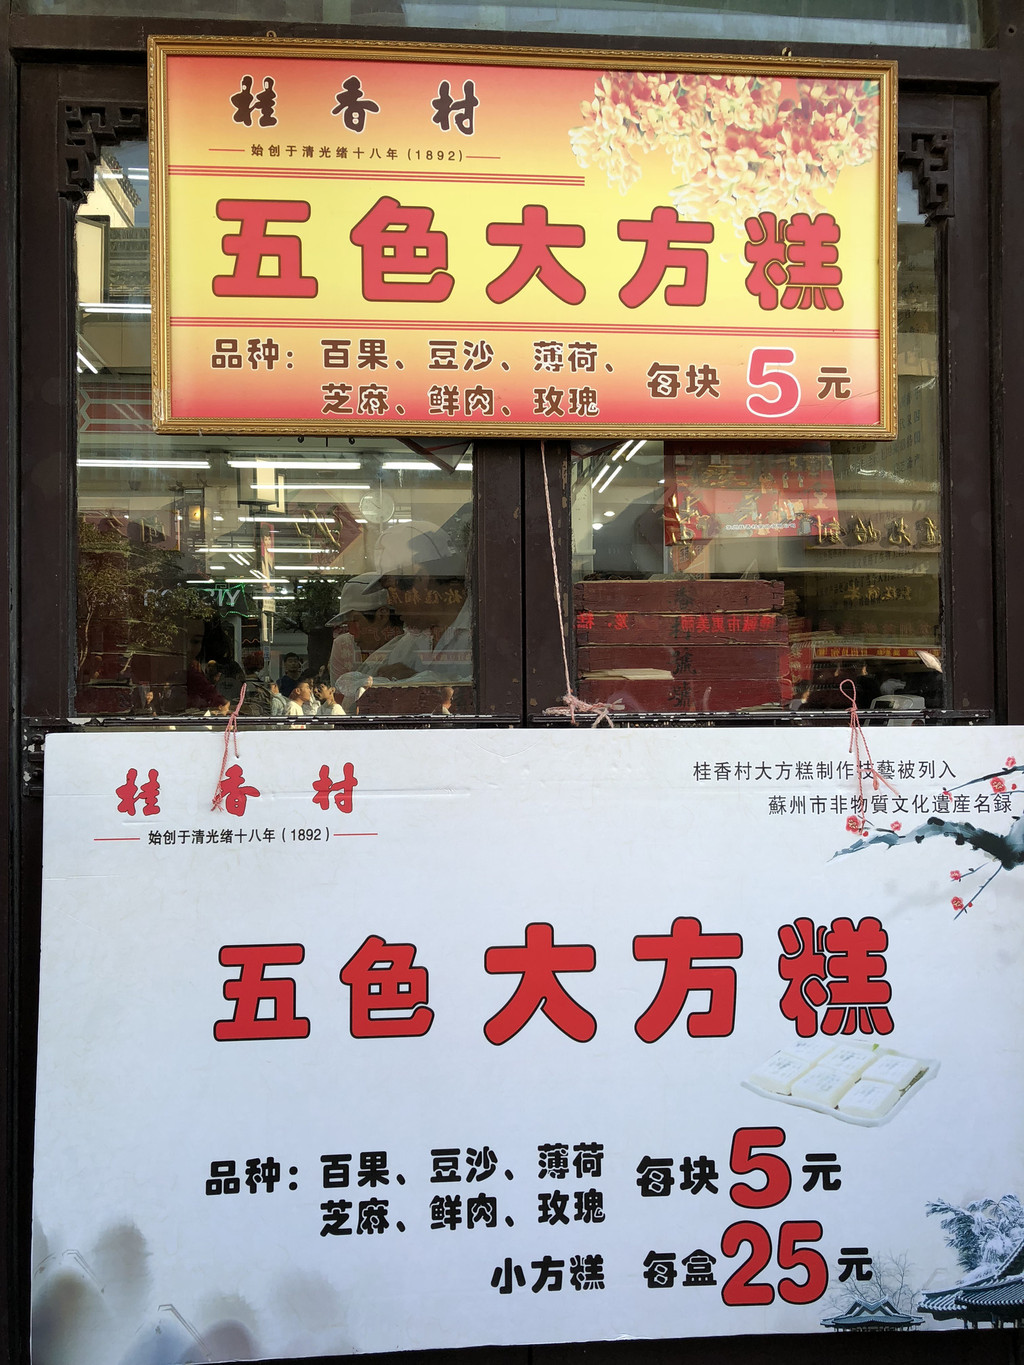 桂香村
始创于清光绪十八年(1892)
五色大方糕
品种：百果、豆沙、薄荷、
芝麻、鲜肉、玫瑰
每块5元
桂香村
始创于清光绪十八年(1892)
桂香村大方糕制作技藝被列入
蘇州市非物質文化遺産名録
五色大方糕
品种：百果、豆沙、薄荷
芝麻、鲜肉、玫瑰
每块5元
小方糕 每盒25元